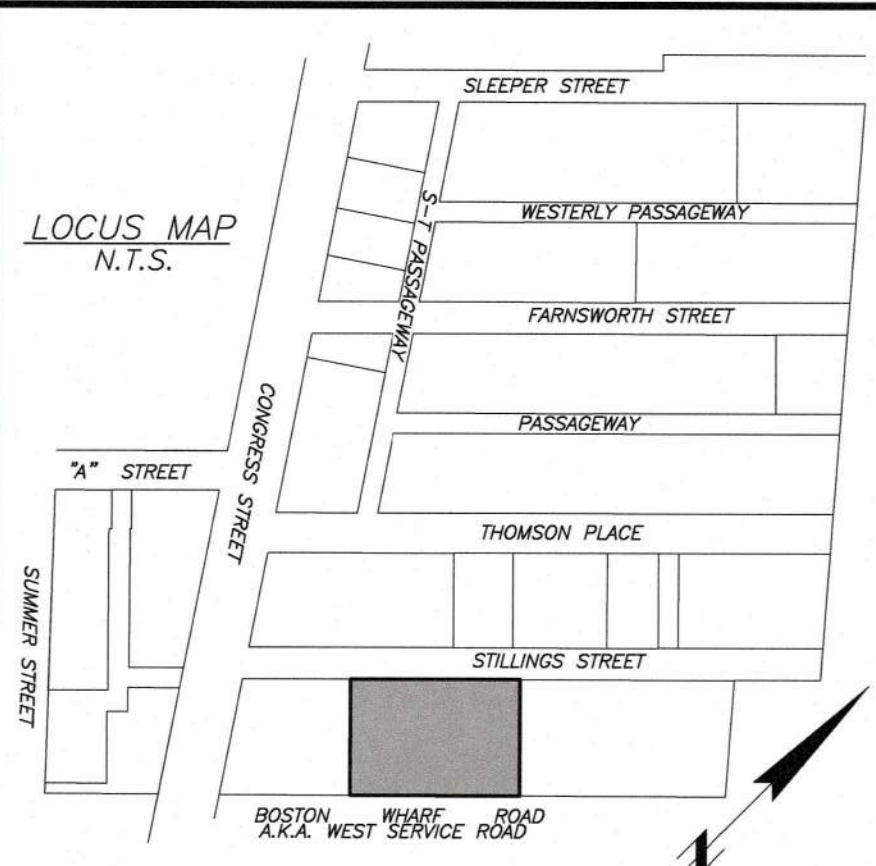 SLEEPER STREET
LOCUS MAP
N.T.S.
S-T PASSAGEWAY
WESTERLY PASSAGEWAY
FARNSWORTH STREET
CONGRESS STREET
PASSAGEWAY
"A" STREET
THOMSON PLACE
SUMMER STREET
STILLINGS STREET
BOSTON WHARF ROAD
A.K.A. WEST SERVICE ROAD